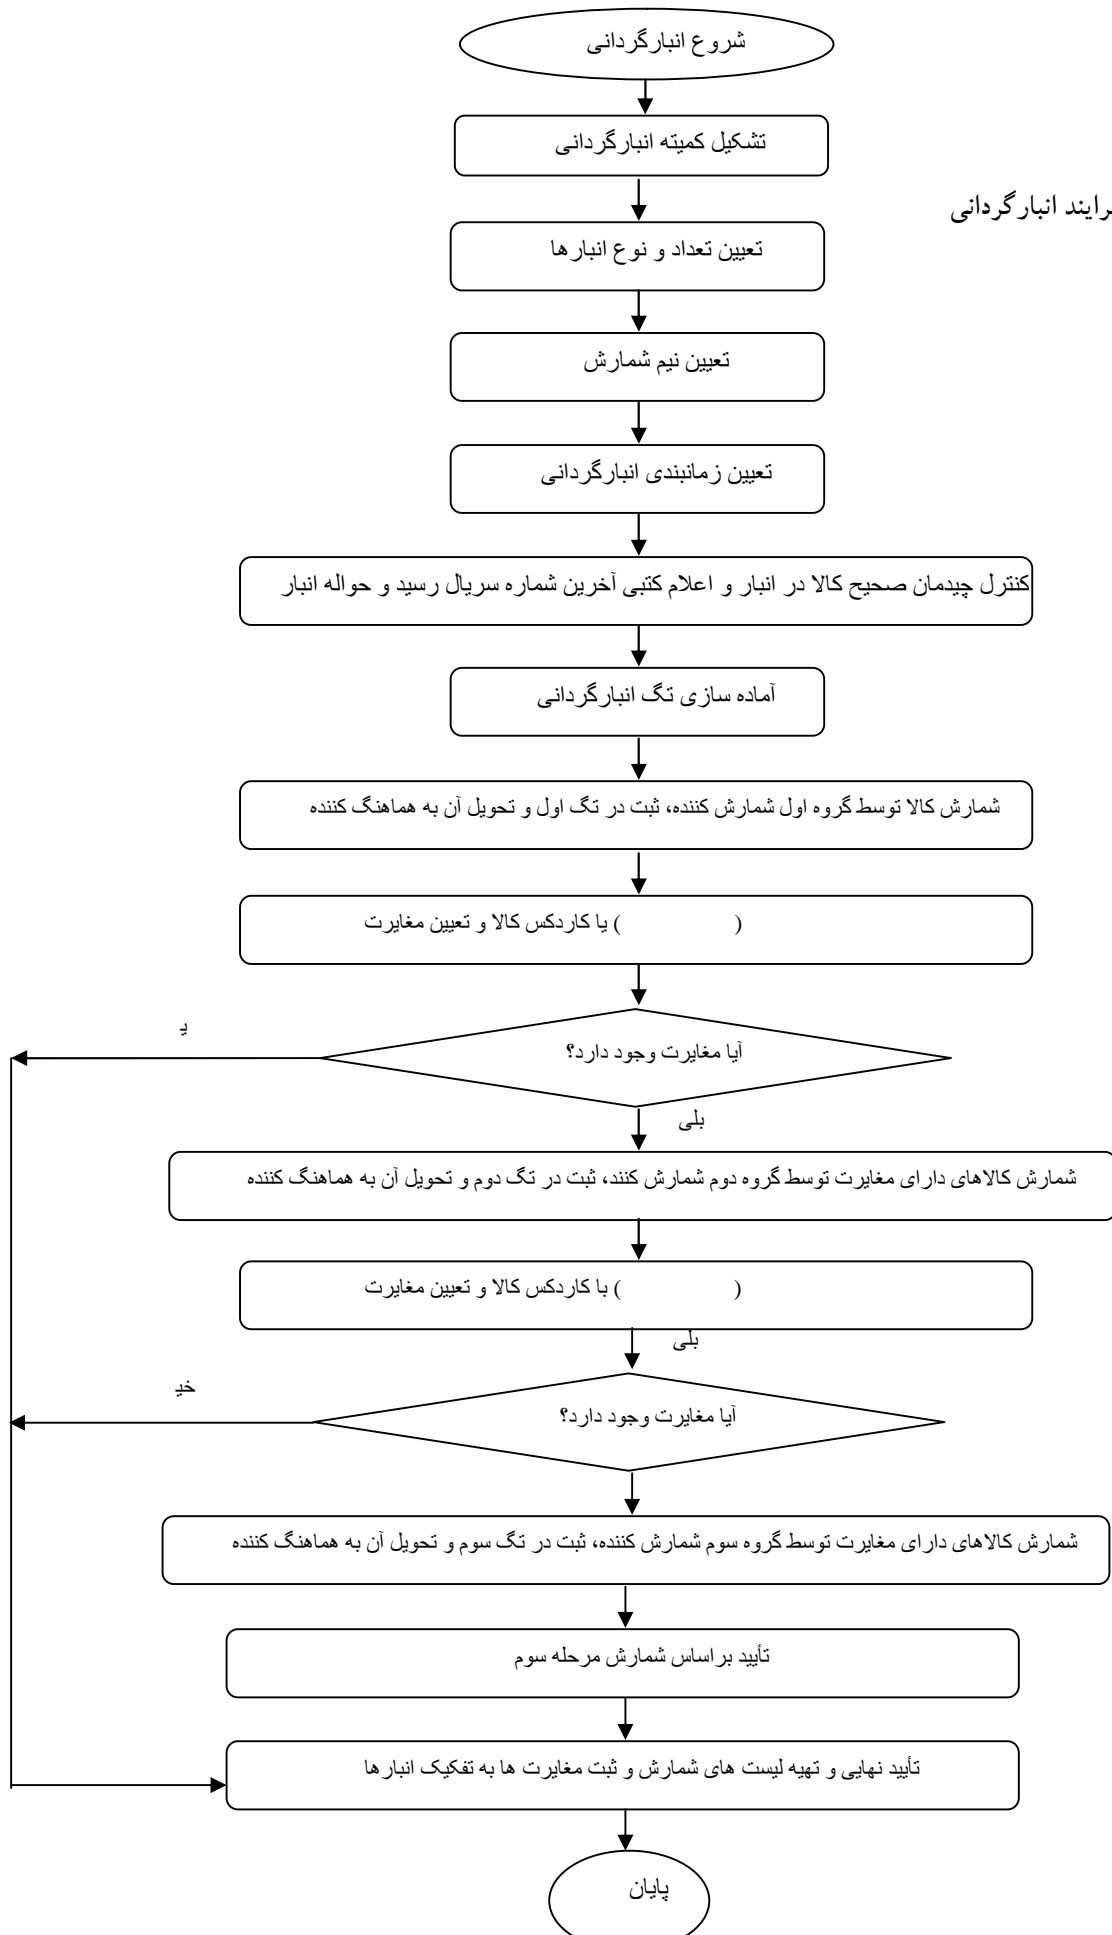 شروع انبارگردانی
تشکیل کمیته انبارگردانی
رایند انبارگردانی
تعیین تعداد و نوع انبارها
تعیین نیم شمارش
تعیین زمانبندی انبارگردانی
کنترل چیدمان صحیح کالا در انبار و اعلام کتبی آخرین شماره سریال رسید و حواله انبار
آماده سازی تگ انبارگردانی
شمارش کالا توسط گروه اول شمارش کننده، ثبت در تگ اول و تحویل آن به هماهنگ کننده
( ) یا کاردکس کالا و تعیین مغایرت
آیا مغایرت وجود دارد؟
بلی
شمارش کالاهای دارای مغایرت توسط گروه دوم شمارش کنند، ثبت در تگ دوم و تحویل آن به هماهنگ کننده
( ) با کاردکس کالا و تعیین مغایرت
بلی
خیـ
آیا مغایرت وجود دارد؟
شمارش کالاهای دارای مغایرت توسط گروه سوم شمارش کننده، ثبت در تگ سوم و تحویل آن به هماهنگ کننده
تأیید براساس شمارش مرحله سوم
تأیید نهایی و تهیه لیست های شمارش و ثبت مغایرت ها به تفکیک انبارها
پایان